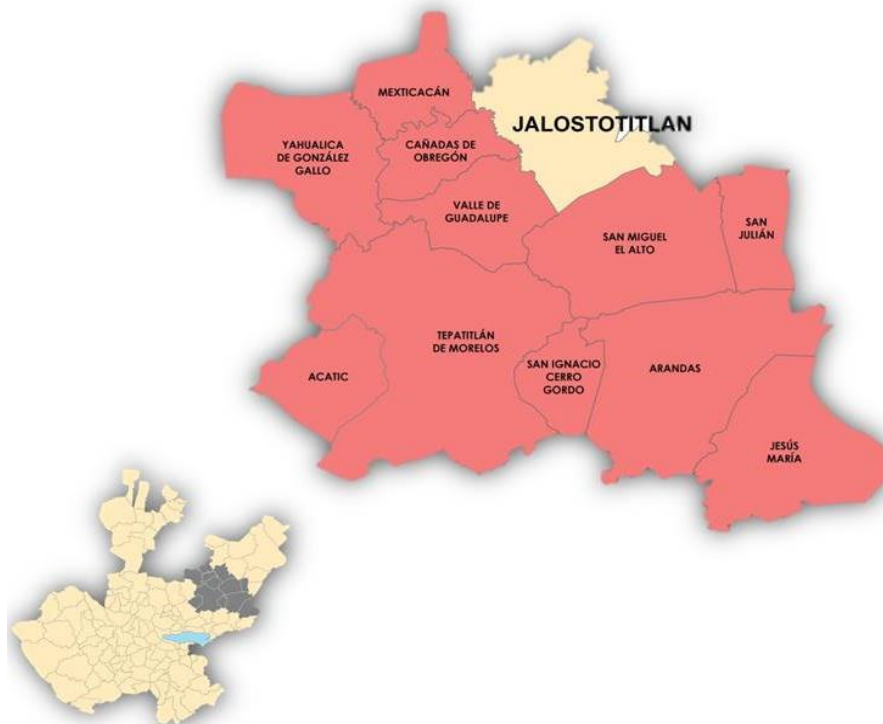 MEXTICACÁN
JALOSTOTITLAN
YAHUALICA
DE GONZÁLEZ
GALLO
CAÑADAS DE
OBREGÓN
VALLE DE
GUADALUPE
SAN
JULIÁN
SAN MIGUEL
EL ALTO
TEPATITLÁN
DE MORELOS
SAN IGNACIO
CERRO
GORDO
ARANDAS
ACATIC
JESÚS
MARÍA